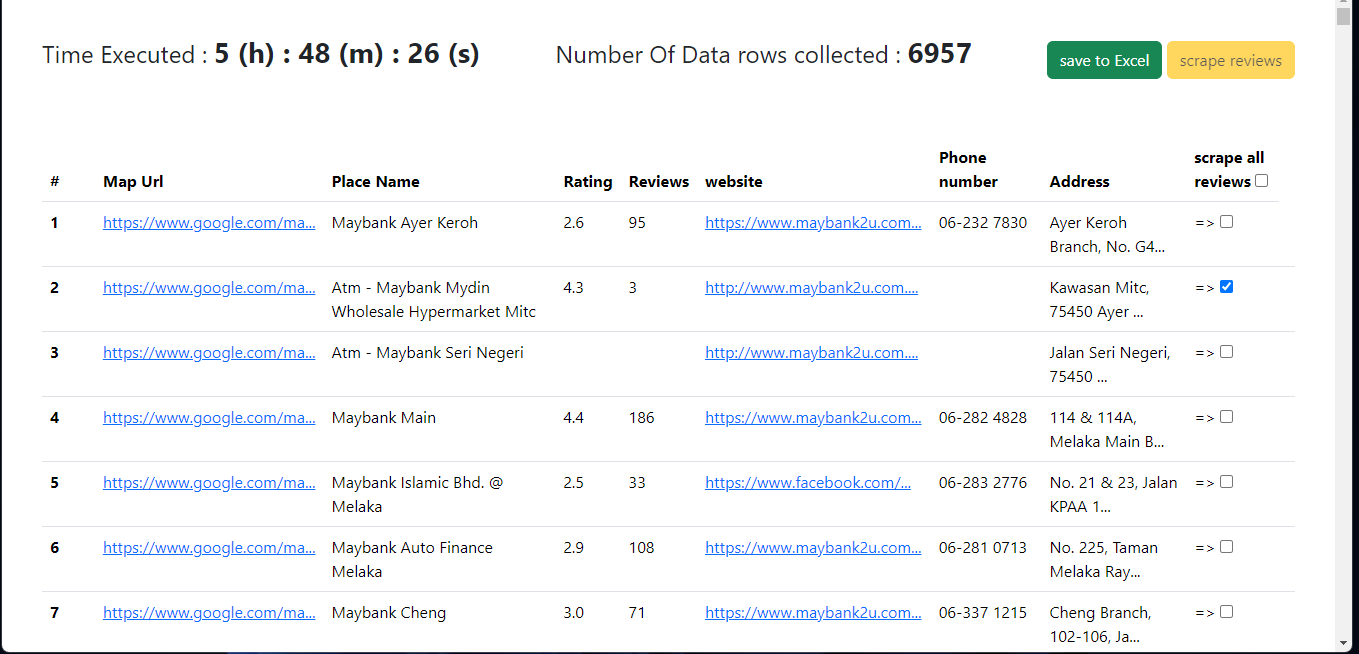 Time Executed : 5 (h) : 48 (m) : 26 (s) Number Of Data rows collected : 6957 save to Excel scrape reviews
# Map Url Place Name Rating Reviews website Phone number Address scrape all reviews
1 https://www.google.com/ma... Maybank Ayer Keroh 2.6 95 https://www.maybank2u.com... 06-232 7830 Ayer Keroh =>
Branch, No. G4...
2 https://www.google.com/ma... Atm - Maybank Mydin 4.3 3 http://www.maybank2u.com.... Kawasan Mitc, =>
Wholesale Hypermarket Mitc 75450 Ayer ...
3 https://www.google.com/ma... Atm - Maybank Seri Negeri http://www.maybank2u.com.... Jalan Seri Negeri, =>
75450 ...
4 https://www.google.com/ma... Maybank Main 4.4 186 https://www.maybank2u.com... 06-282 4828 114 & 114A, =>
Melaka Main B...
5 https://www.google.com/ma... Maybank Islamic Bhd. @ 2.5 33 https://www.facebook.com/... 06-283 2776 No. 21 & 23, Jalan =>
Melaka KPAA 1...
6 https://www.google.com/ma... Maybank Auto Finance 2.9 108 https://www.maybank2u.com... 06-281 0713 No. 225, Taman =>
Melaka Melaka Ray...
7 https://www.google.com/ma... Maybank Cheng 3.0 71 https://www.maybank2u.com... 06-337 1215 Cheng Branch, =>
102-106, Ja...